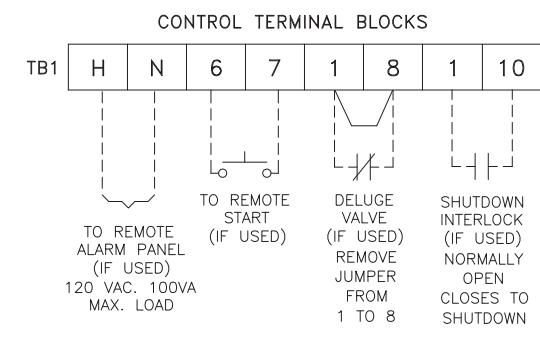 CONTROL TERMINAL BLOCKS
TB1 H N 6 7 1 8 1 10
TO REMOTE
ALARM PANEL
(IF USED)
120 VAC. 100VA
MAX. LOAD
TO REMOTE
START
(IF USED)
DELUGE
VALVE
(IF USED)
REMOVE
JUMPER
FROM
1 TO 8
SHUTDOWN
INTERLOCK
(IF USED)
NORMALLY
OPEN
CLOSES TO
SHUTDOWN